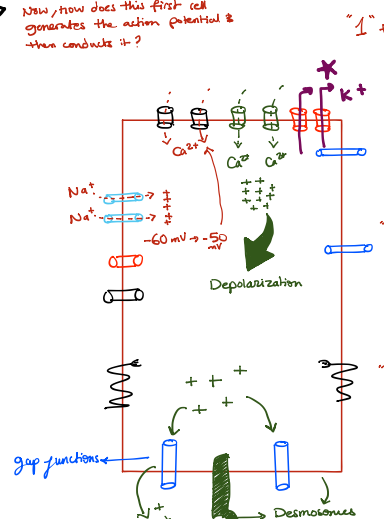 Now, how does this first cell
generates the action potential &
then conducts it?
"1"
K+
Ca2+
Ca2+ Ca2+
Na+
Na+
-60 mV → -50
mV
Depolarization
gap junctions
Desmosomes